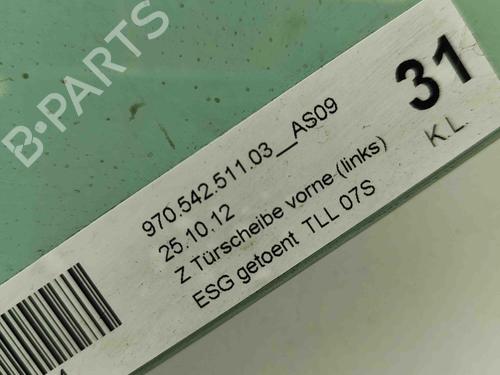 B-PARTS
31
K.L.
970.542.511.03__AS09
25.10.12
Z Türscheibe vorne (links)
ESG getoent TLL 07S